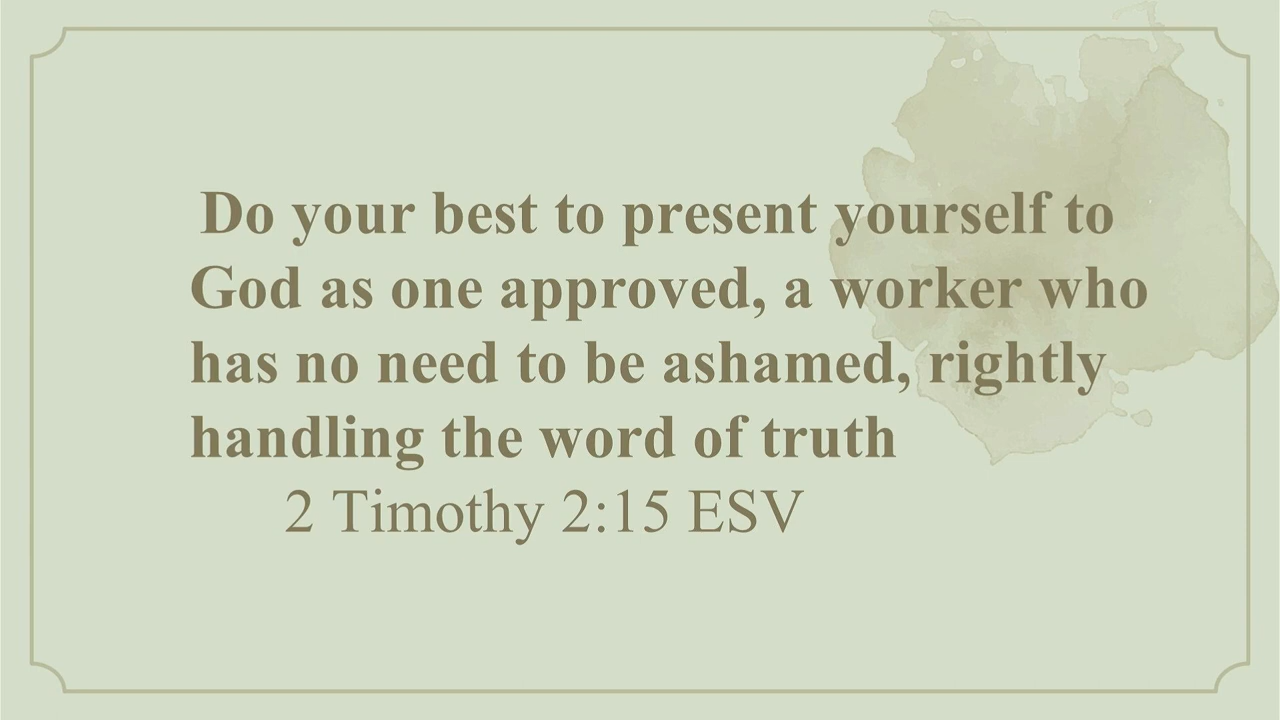 Do your best to present yourself to
God as one approved, a worker who
has no need to be ashamed, rightly
handling the word of truth
2 Timothy 2:15 ESV